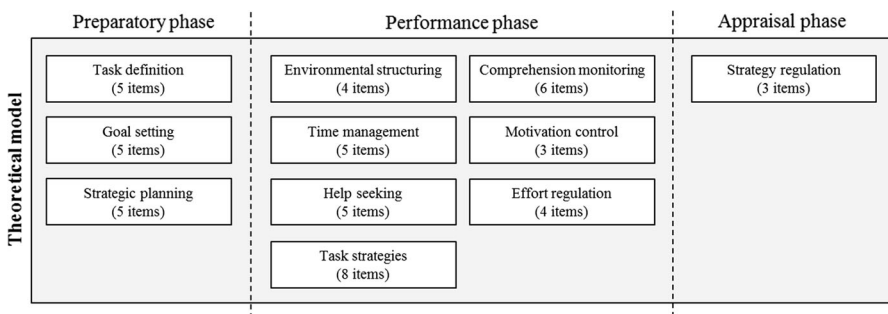 Preparatory phase
Performance phase
Appraisal phase
Theoretical model
Task definition
(5 items)
Goal setting
(5 items)
Strategic planning
(5 items)
Environmental structuring
(4 items)
Time management
(5 items)
Help seeking
(5 items)
Task strategies
(8 items)
Comprehension monitoring
(6 items)
Motivation control
(3 items)
Effort regulation
(4 items)
Strategy regulation
(3 items)